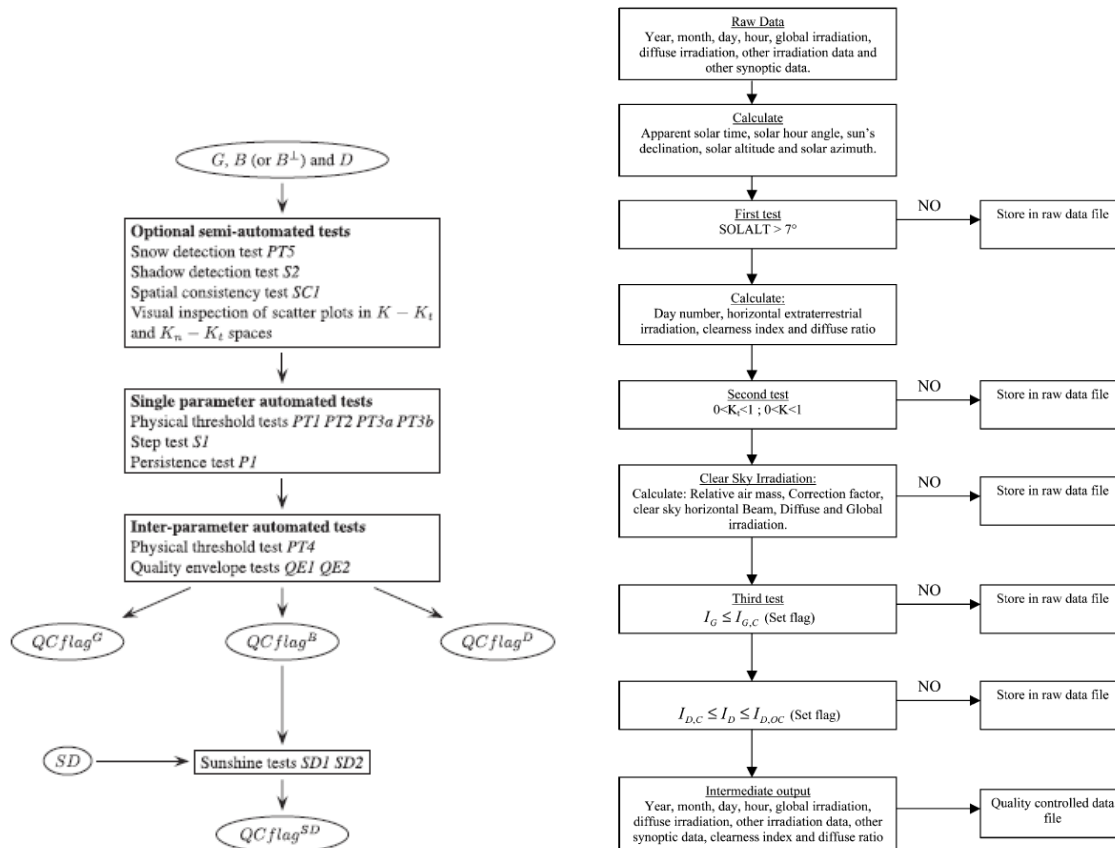 G, B (or B⊥) and D
Optional semi-automated tests
Snow detection test PT5
Shadow detection test S2
Spatial consistency test SC1
Visual inspection of scatter plots in K − Kt
and Kn − Kt spaces
Single parameter automated tests
Physical threshold tests PT1 PT2 PT3a PT3b
Step test S1
Persistence test P1
Inter-parameter automated tests
Physical threshold test PT4
Quality envelope tests QE1 QE2
QCflag^G
QCflag^B
QCflag^D
SD
Sunshine tests SD1 SD2
QCflag^SD
Raw Data
Year, month, day, hour, global irradiation,
diffuse irradiation, other irradiation data and
other synoptic data.
Calculate
Apparent solar time, solar hour angle, sun's
declination, solar altitude and solar azimuth.
First test
SOLALT > 7°
NO
Store in raw data file
Calculate:
Day number, horizontal extraterrestrial
irradiation, clearness index and diffuse ratio
Second test
0<Kt<1 ; 0<K<1
NO
Store in raw data file
Clear Sky Irradiation:
Calculate: Relative air mass, Correction factor,
clear sky horizontal Beam, Diffuse and Global
irradiation.
NO
Store in raw data file
Third test
I_G ≤ I_G,C (Set flag)
NO
Store in raw data file
I_D,C ≤ I_D ≤ I_D,OC (Set flag)
NO
Store in raw data file
Intermediate output
Year, month, day, hour, global irradiation,
diffuse irradiation, other irradiation data, other
synoptic data, clearness index and diffuse ratio
Quality controlled data
file